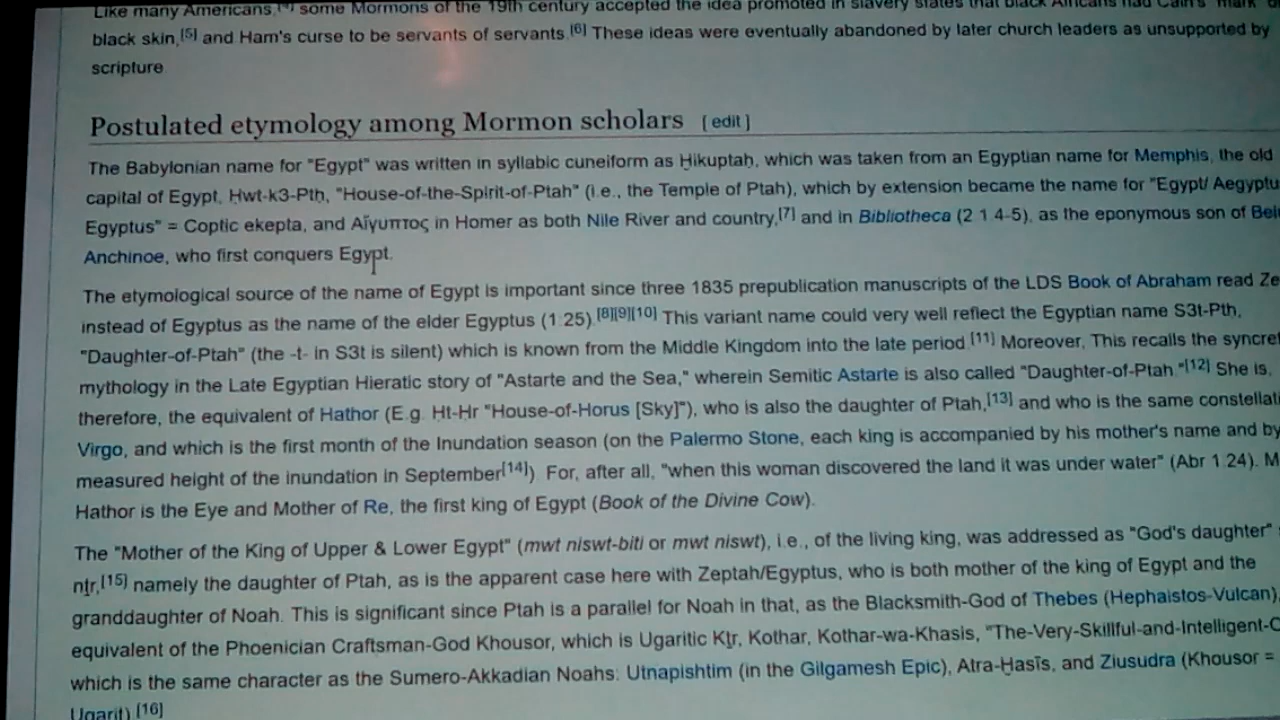 Like many Americans,[4] some Mormons of the 19th century accepted the idea promoted in slavery states that black Africans had Cain's "mark" of
black skin,[5] and Ham's curse to be servants of servants.[6] These ideas were eventually abandoned by later church leaders as unsupported by
scripture.
Postulated etymology among Mormon scholars [ edit ]
The Babylonian name for "Egypt" was written in syllabic cuneiform as Ḫikuptaḫ, which was taken from an Egyptian name for Memphis, the old
capital of Egypt, Ḥwt-k3-Ptḥ, "House-of-the-Spirit-of-Ptah" (i.e., the Temple of Ptah), which by extension became the name for "Egypt/ Aegyptu
Egyptus" = Coptic ekepta, and Αἴγυπτος in Homer as both Nile River and country,[7] and in Bibliotheca (2.1.4-5), as the eponymous son of Bel
Anchinoe, who first conquers Egypt.
The etymological source of the name of Egypt is important since three 1835 prepublication manuscripts of the LDS Book of Abraham read Ze
instead of Egyptus as the name of the elder Egyptus (1:25).[8][9][10] This variant name could very well reflect the Egyptian name S3t-Ptḥ,
"Daughter-of-Ptah" (the -t- in S3t is silent) which is known from the Middle Kingdom into the late period.[11] Moreover, This recalls the syncret
mythology in the Late Egyptian Hieratic story of "Astarte and the Sea," wherein Semitic Astarte is also called "Daughter-of-Ptah."[12] She is,
therefore, the equivalent of Hathor (E.g. Ḥt-Ḥr "House-of-Horus [Sky]"), who is also the daughter of Ptah,[13] and who is the same constellati
Virgo, and which is the first month of the Inundation season (on the Palermo Stone, each king is accompanied by his mother's name and by
measured height of the inundation in September[14]). For, after all, "when this woman discovered the land it was under water" (Abr 1:24). M
Hathor is the Eye and Mother of Re, the first king of Egypt (Book of the Divine Cow).
The "Mother of the King of Upper & Lower Egypt" (mwt niswt-biti or mwt niswt), i.e., of the living king, was addressed as "God's daughter"
nṯr,[15] namely the daughter of Ptah, as is the apparent case here with Zeptah/Egyptus, who is both mother of the king of Egypt and the
granddaughter of Noah. This is significant since Ptah is a parallel for Noah in that, as the Blacksmith-God of Thebes (Hephaistos-Vulcan),
equivalent of the Phoenician Craftsman-God Khousor, which is Ugaritic Kṯr, Kothar, Kothar-wa-Khasis, "The-Very-Skillful-and-Intelligent-O
which is the same character as the Sumero-Akkadian Noahs: Utnapishtim (in the Gilgamesh Epic), Atra-Ḫasīs, and Ziusudra (Khousor =
Ugarit).[16]